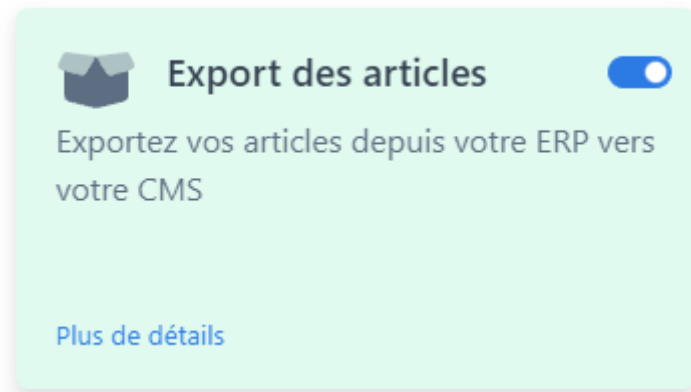 Export des articles
Exportez vos articles depuis votre ERP vers
votre CMS
Plus de détails